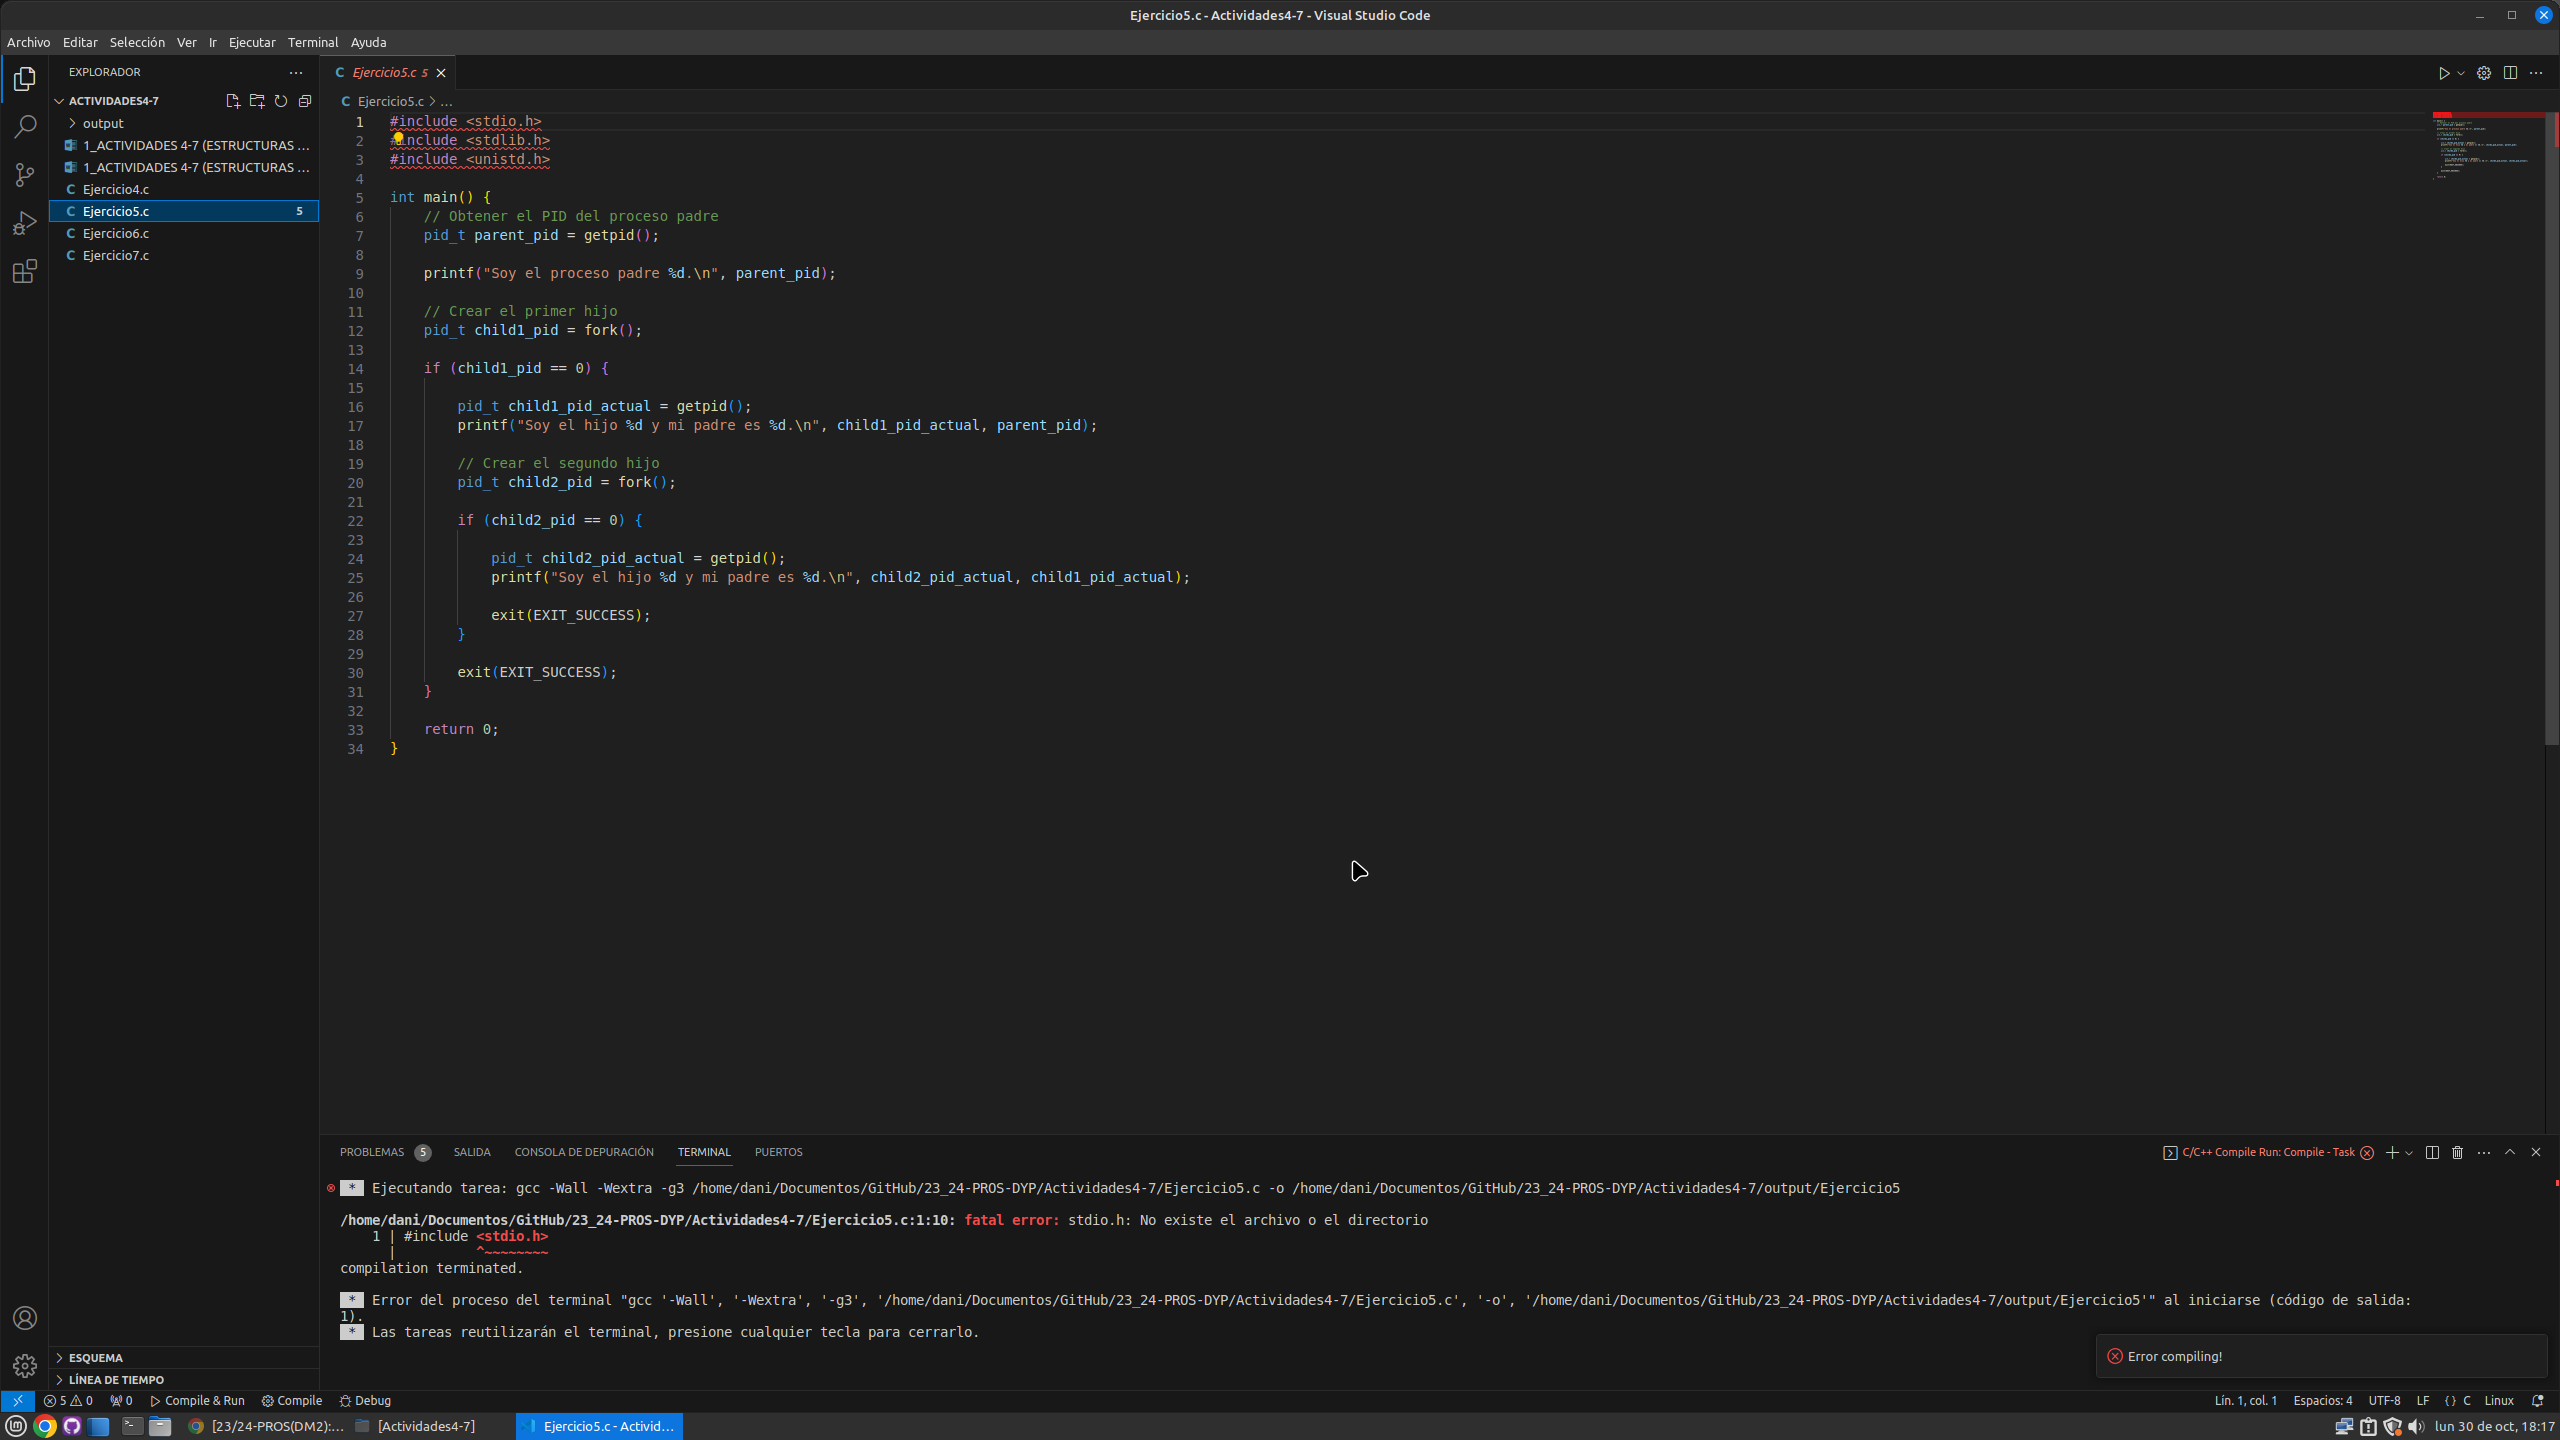 Ejercicio5.c - Actividades4-7 - Visual Studio Code
Archivo Editar Selección Ver Ir Ejecutar Terminal Ayuda
EXPLORADOR
ACTIVIDADES4-7
output
1_ACTIVIDADES 4-7 (ESTRUCTURAS ...
1_ACTIVIDADES 4-7 (ESTRUCTURAS ...
C Ejercicio4.c
C Ejercicio5.c 5
C Ejercicio6.c
C Ejercicio7.c
ESQUEMA
LÍNEA DE TIEMPO
C Ejercicio5.c 5
C Ejercicio5.c > ...
1 #include <stdio.h>
2 #include <stdlib.h>
3 #include <unistd.h>
4
5 int main() {
6 // Obtener el PID del proceso padre
7 pid_t parent_pid = getpid();
8
9 printf("Soy el proceso padre %d.\n", parent_pid);
10
11 // Crear el primer hijo
12 pid_t child1_pid = fork();
13
14 if (child1_pid == 0) {
15
16 pid_t child1_pid_actual = getpid();
17 printf("Soy el hijo %d y mi padre es %d.\n", child1_pid_actual, parent_pid);
18
19 // Crear el segundo hijo
20 pid_t child2_pid = fork();
21
22 if (child2_pid == 0) {
23
24 pid_t child2_pid_actual = getpid();
25 printf("Soy el hijo %d y mi padre es %d.\n", child2_pid_actual, child1_pid_actual);
26
27 exit(EXIT_SUCCESS);
28 }
29
30 exit(EXIT_SUCCESS);
31 }
32
33 return 0;
34 }
PROBLEMAS 5 SALIDA CONSOLA DE DEPURACIÓN TERMINAL PUERTOS
C/C++ Compile Run: Compile - Task
* Ejecutando tarea: gcc -Wall -Wextra -g3 /home/dani/Documentos/GitHub/23_24-PROS-DYP/Actividades4-7/Ejercicio5.c -o /home/dani/Documentos/GitHub/23_24-PROS-DYP/Actividades4-7/output/Ejercicio5
/home/dani/Documentos/GitHub/23_24-PROS-DYP/Actividades4-7/Ejercicio5.c:1:10: fatal error: stdio.h: No existe el archivo o el directorio
1 | #include <stdio.h>
| ^~~~~~~~~
compilation terminated.
* Error del proceso del terminal "gcc '-Wall', '-Wextra', '-g3', '/home/dani/Documentos/GitHub/23_24-PROS-DYP/Actividades4-7/Ejercicio5.c', '-o', '/home/dani/Documentos/GitHub/23_24-PROS-DYP/Actividades4-7/output/Ejercicio5'" al iniciarse (código de salida:
1).
* Las tareas reutilizarán el terminal, presione cualquier tecla para cerrarlo.
Error compiling!
5 0 0 Compile & Run Compile Debug
Lín. 1, col. 1 Espacios: 4 UTF-8 LF {} C Linux
[23/24-PROS(DM2):... [Actividades4-7] Ejercicio5.c - Activid... lun 30 de oct, 18:17